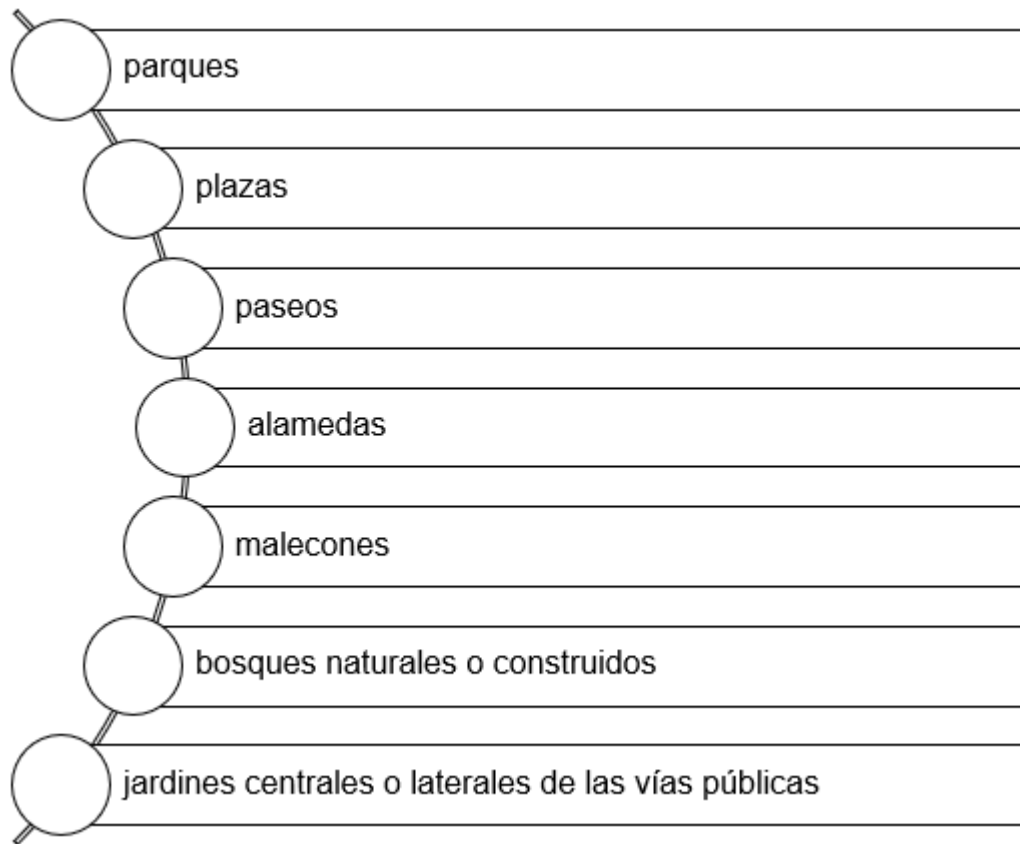 parques
plazas
paseos
alamedas
malecones
bosques naturales o construidos
jardines centrales o laterales de las vías públicas